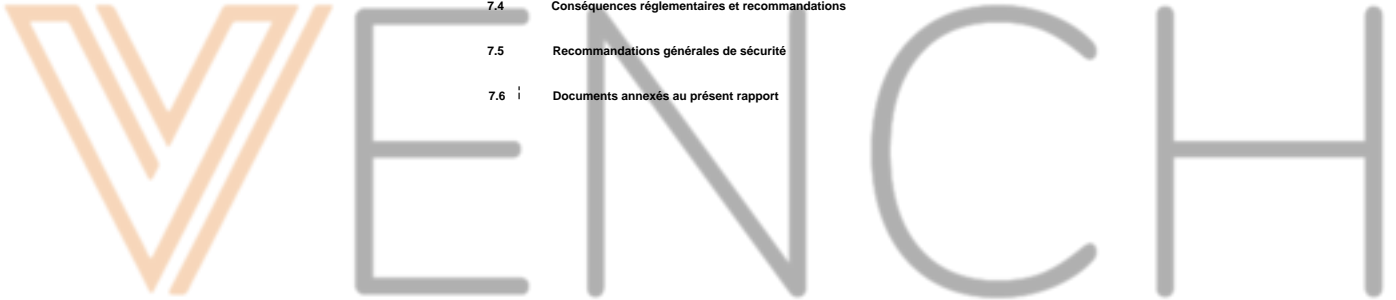 7.4 Conséquences réglementaires et recommandations
7.5 Recommandations générales de sécurité
7.6 ¦ Documents annexés au présent rapport
VENCH